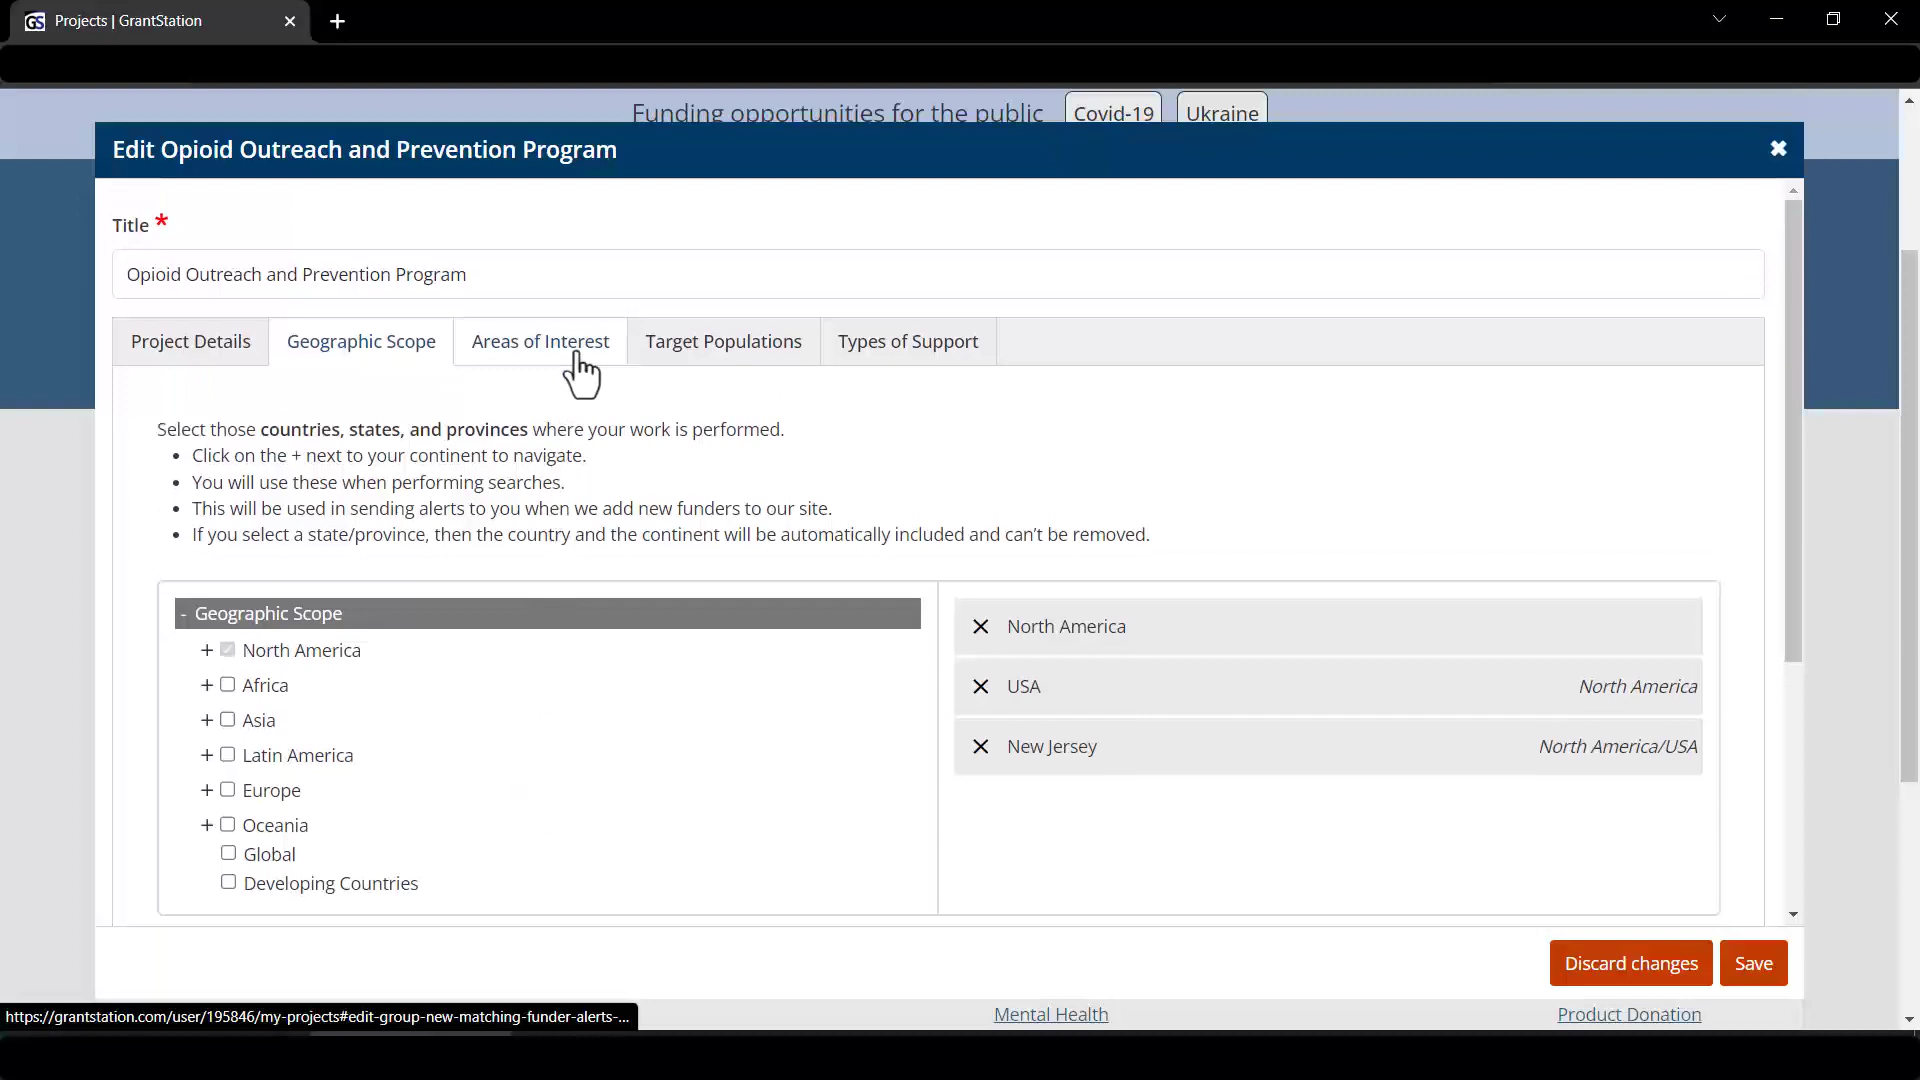 Projects | GrantStation
Funding opportunities for the public Covid-19 Ukraine
Edit Opioid Outreach and Prevention Program
Title *
Opioid Outreach and Prevention Program
Project Details Geographic Scope Areas of Interest Target Populations Types of Support
Select those countries, states, and provinces where your work is performed.
• Click on the + next to your continent to navigate.
• You will use these when performing searches.
• This will be used in sending alerts to you when we add new funders to our site.
• If you select a state/province, then the country and the continent will be automatically included and can't be removed.
- Geographic Scope
+ North America
+ Africa
+ Asia
+ Latin America
+ Europe
+ Oceania
Global
Developing Countries
North America
USA North America
New Jersey North America/USA
Discard changes Save
https://grantstation.com/user/195846/my-projects#edit-group-new-matching-funder-alerts-...
Mental Health Product Donation